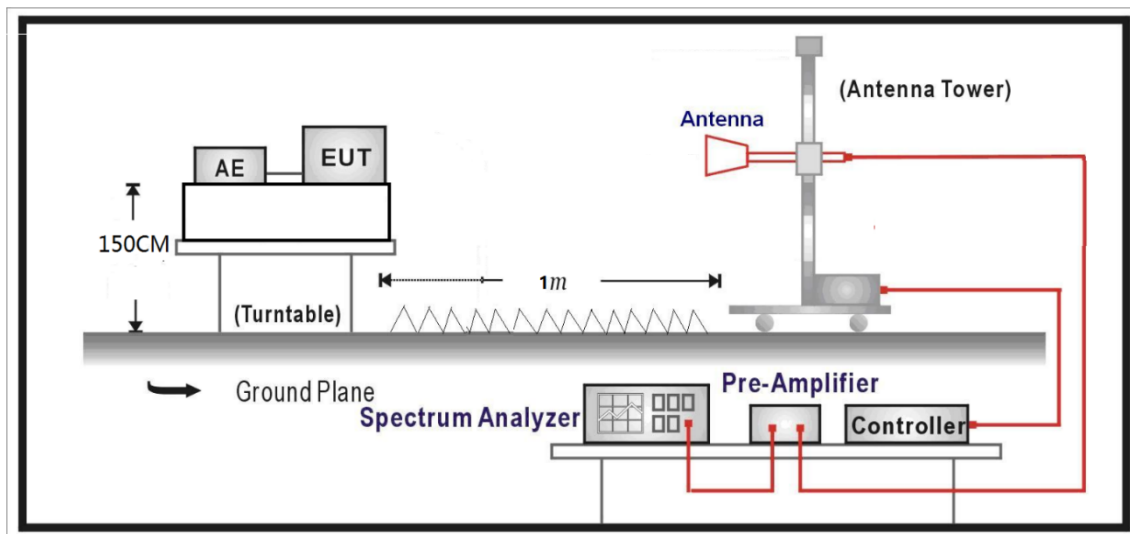 (Antenna Tower)
Antenna
EUT
AE
150CM
1m
(Turntable)
Ground Plane
Pre-Amplifier
Spectrum Analyzer
Controller